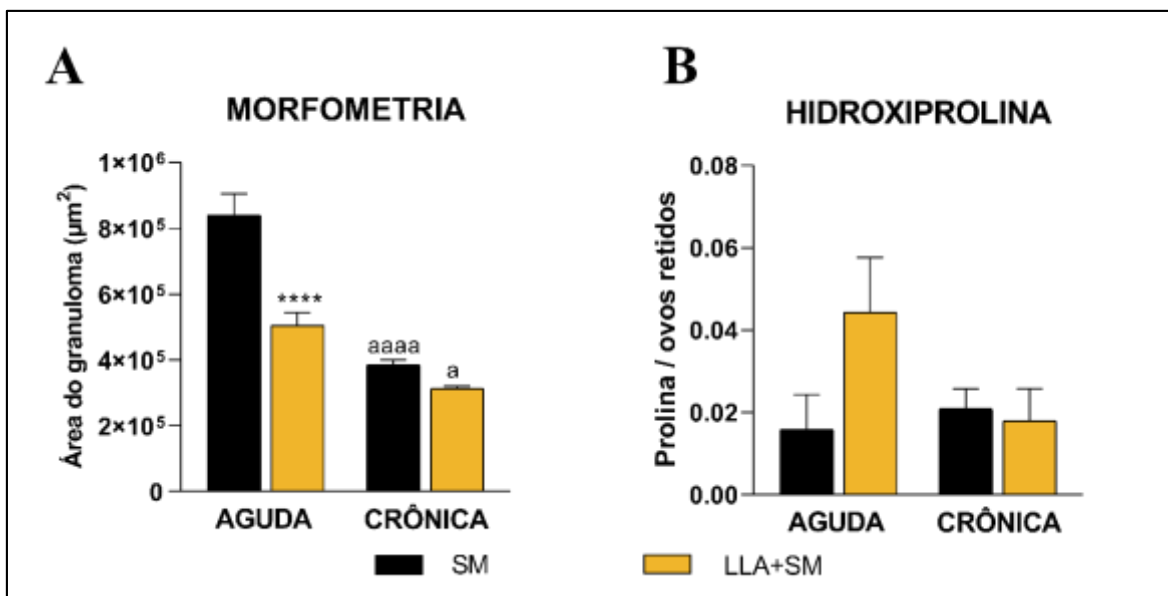 A
MORFOMETRIA
Área do granuloma (µm²)
1×10⁶
8×10⁵
6×10⁵
4×10⁵
2×10⁵
0
****
aaaa
a
AGUDA
CRÔNICA
B
HIDROXIPROLINA
Prolina / ovos retidos
0.08
0.06
0.04
0.02
0.00
AGUDA
CRÔNICA
SM
LLA+SM